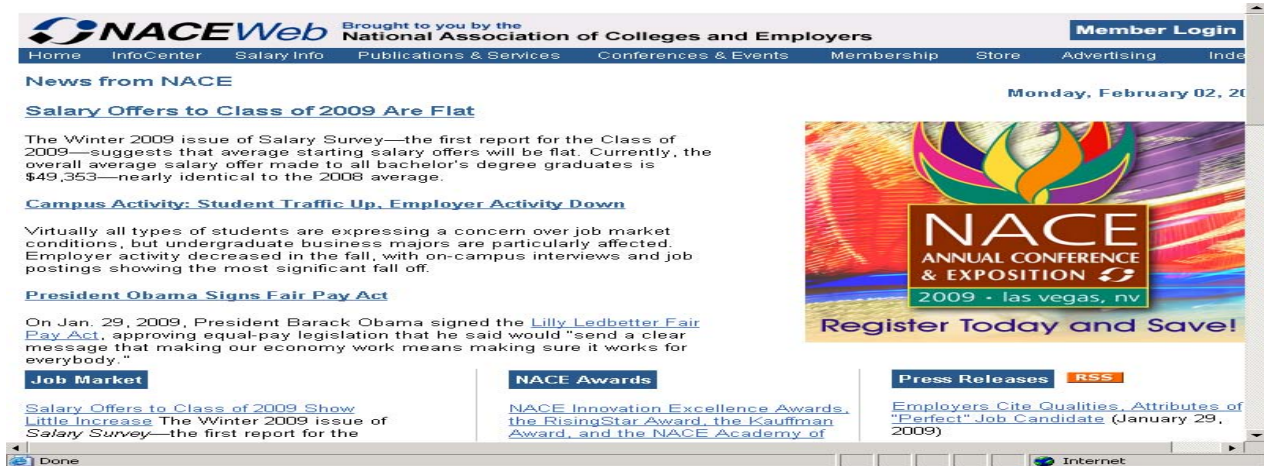 NACEWeb
Brought to you by the
National Association of Colleges and Employers
Member Login
Home InfoCenter Salary Info Publications & Services Conferences & Events Membership Store Advertising Inde
News from NACE
Monday, February 02, 20
Salary Offers to Class of 2009 Are Flat
The Winter 2009 issue of Salary Survey—the first report for the Class of
2009—suggests that average starting salary offers will be flat. Currently, the
overall average salary offer made to all bachelor's degree graduates is
$49,353—nearly identical to the 2008 average.
Campus Activity: Student Traffic Up, Employer Activity Down
Virtually all types of students are expressing a concern over job market
conditions, but undergraduate business majors are particularly affected.
Employer activity decreased in the fall, with on-campus interviews and job
postings showing the most significant fall off.
President Obama Signs Fair Pay Act
On Jan. 29, 2009, President Barack Obama signed the Lilly Ledbetter Fair
Pay Act, approving equal-pay legislation that he said would "send a clear
message that making our economy work means making sure it works for
everybody."
NACE
ANNUAL CONFERENCE
& EXPOSITION
2009 · las vegas, nv
Register Today and Save!
Job Market
Salary Offers to Class of 2009 Show
Little Increase The Winter 2009 issue of
Salary Survey—the first report for the
NACE Awards
NACE Innovation Excellence Awards,
the RisingStar Award, the Kauffman
Award, and the NACE Academy of
Press Releases RSS
Employers Cite Qualities, Attributes of
"Perfect" Job Candidate (January 29,
2009)
Done
Internet